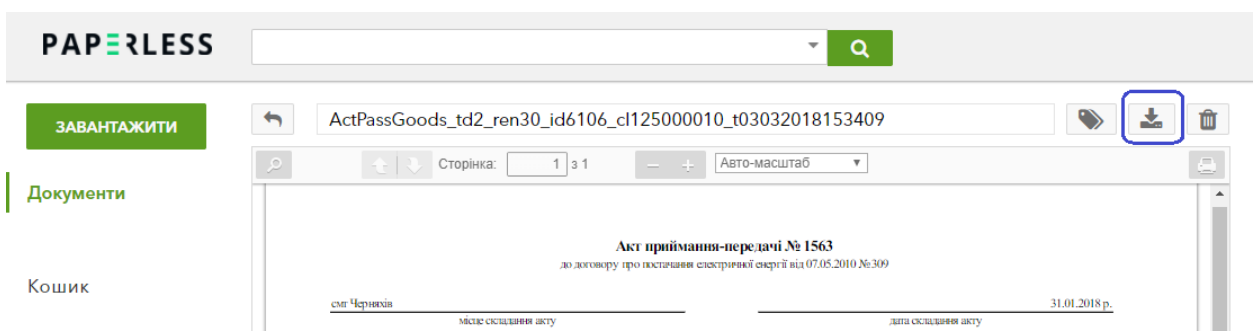 PAPERLESS
ЗАВАНТАЖИТИ
ActPassGoods_td2_ren30_id6106_cl125000010_t03032018153409
Сторінка: 1 з 1 Авто-масштаб
Документи
Акт приймання-передачі № 1563
до договору про постачання електричної енергії від 07.05.2010 №309
Кошик
смт Черняхів 31.01.2018 р.
місце складання акту дата складання акту